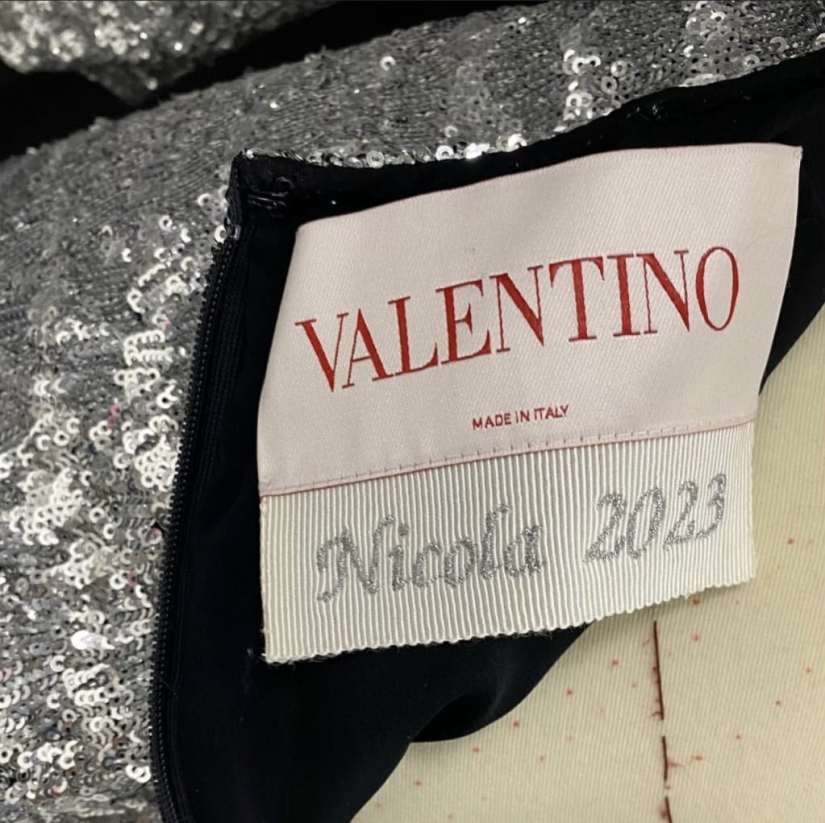 VALENTINO
MADE IN ITALY
Nicola 2023